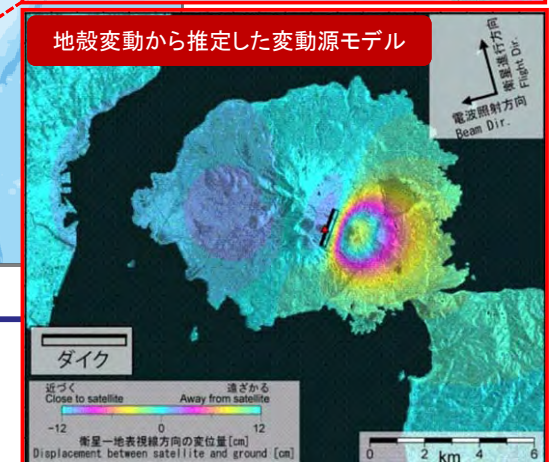 地殻変動から推定した変動源モデル
衛星進行方向
Flight Dir.
電波照射方向
Beam Dir.
ダイク
近づく 遠ざかる
Close to satellite Away from satellite
-12 0 12
衛星－地表視線方向の変位量[cm]
Displacement between satellite and ground [cm]
0 2 4 6
km